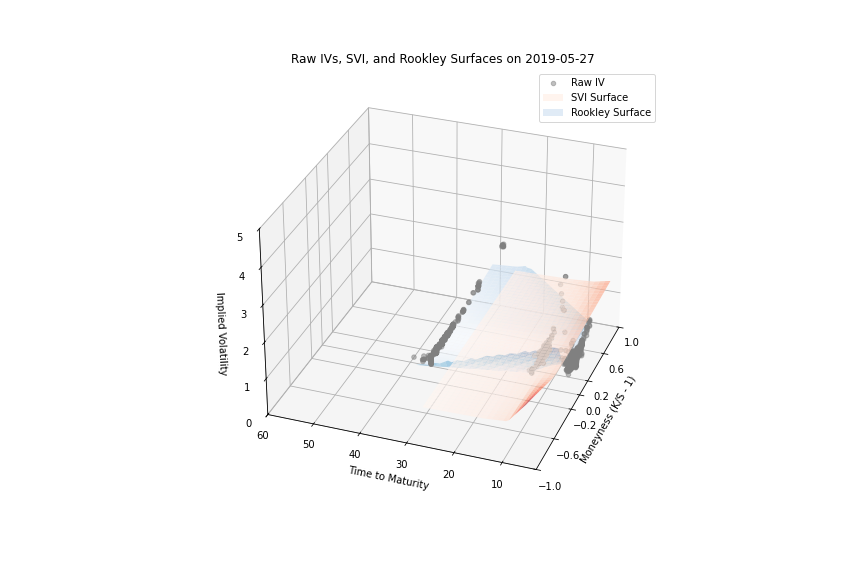 Raw IVs, SVI, and Rookley Surfaces on 2019-05-27
Raw IV
SVI Surface
Rookley Surface
5
4
3
2
1
0
Implied Volatility
60
50
40
30
20
10
Time to Maturity
1.0
0.6
0.2
0.0
−0.2
−0.6
−1.0
Moneyness (K/S - 1)